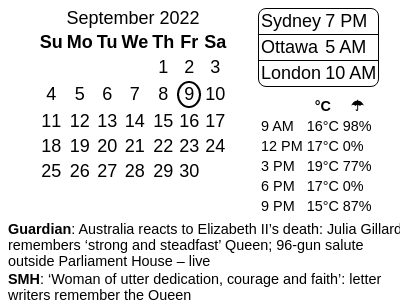 September 2022
Su Mo Tu We Th Fr Sa
1 2 3
4 5 6 7 8 9 10
11 12 13 14 15 16 17
18 19 20 21 22 23 24
25 26 27 28 29 30
Sydney 7 PM
Ottawa 5 AM
London 10 AM
°C ☂
9 AM 16°C 98%
12 PM 17°C 0%
3 PM 19°C 77%
6 PM 17°C 0%
9 PM 15°C 87%
Guardian: Australia reacts to Elizabeth II's death: Julia Gillard
remembers ‘strong and steadfast’ Queen; 96-gun salute
outside Parliament House – live
SMH: ‘Woman of utter dedication, courage and faith’: letter
writers remember the Queen